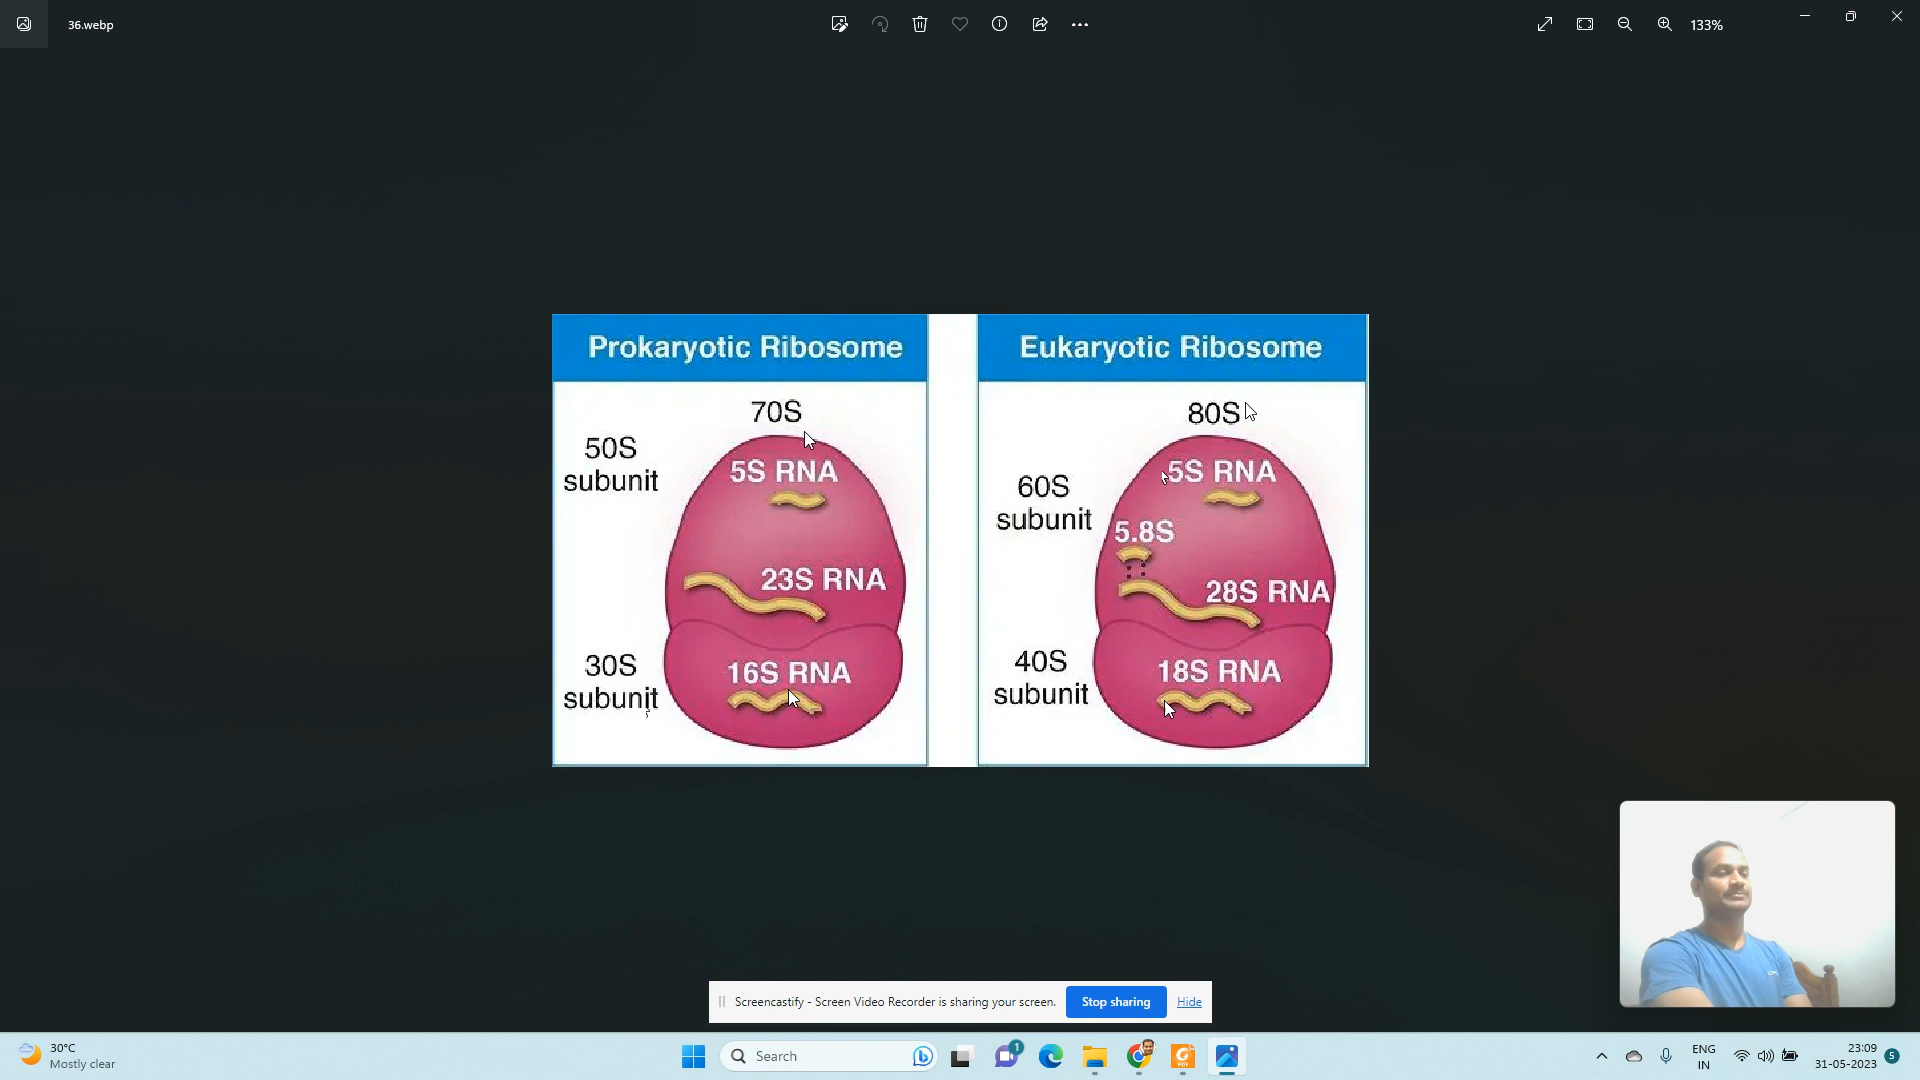 36.webp
133%
Prokaryotic Ribosome
70S
50S
subunit
5S RNA
23S RNA
30S
subunit
16S RNA
Eukaryotic Ribosome
80S
60S
subunit
5S RNA
5.8S
28S RNA
40S
subunit
18S RNA
Screencastify - Screen Video Recorder is sharing your screen.
Stop sharing
Hide
30°C
Mostly clear
Search
1
ENG
IN
23:09
31-05-2023
5